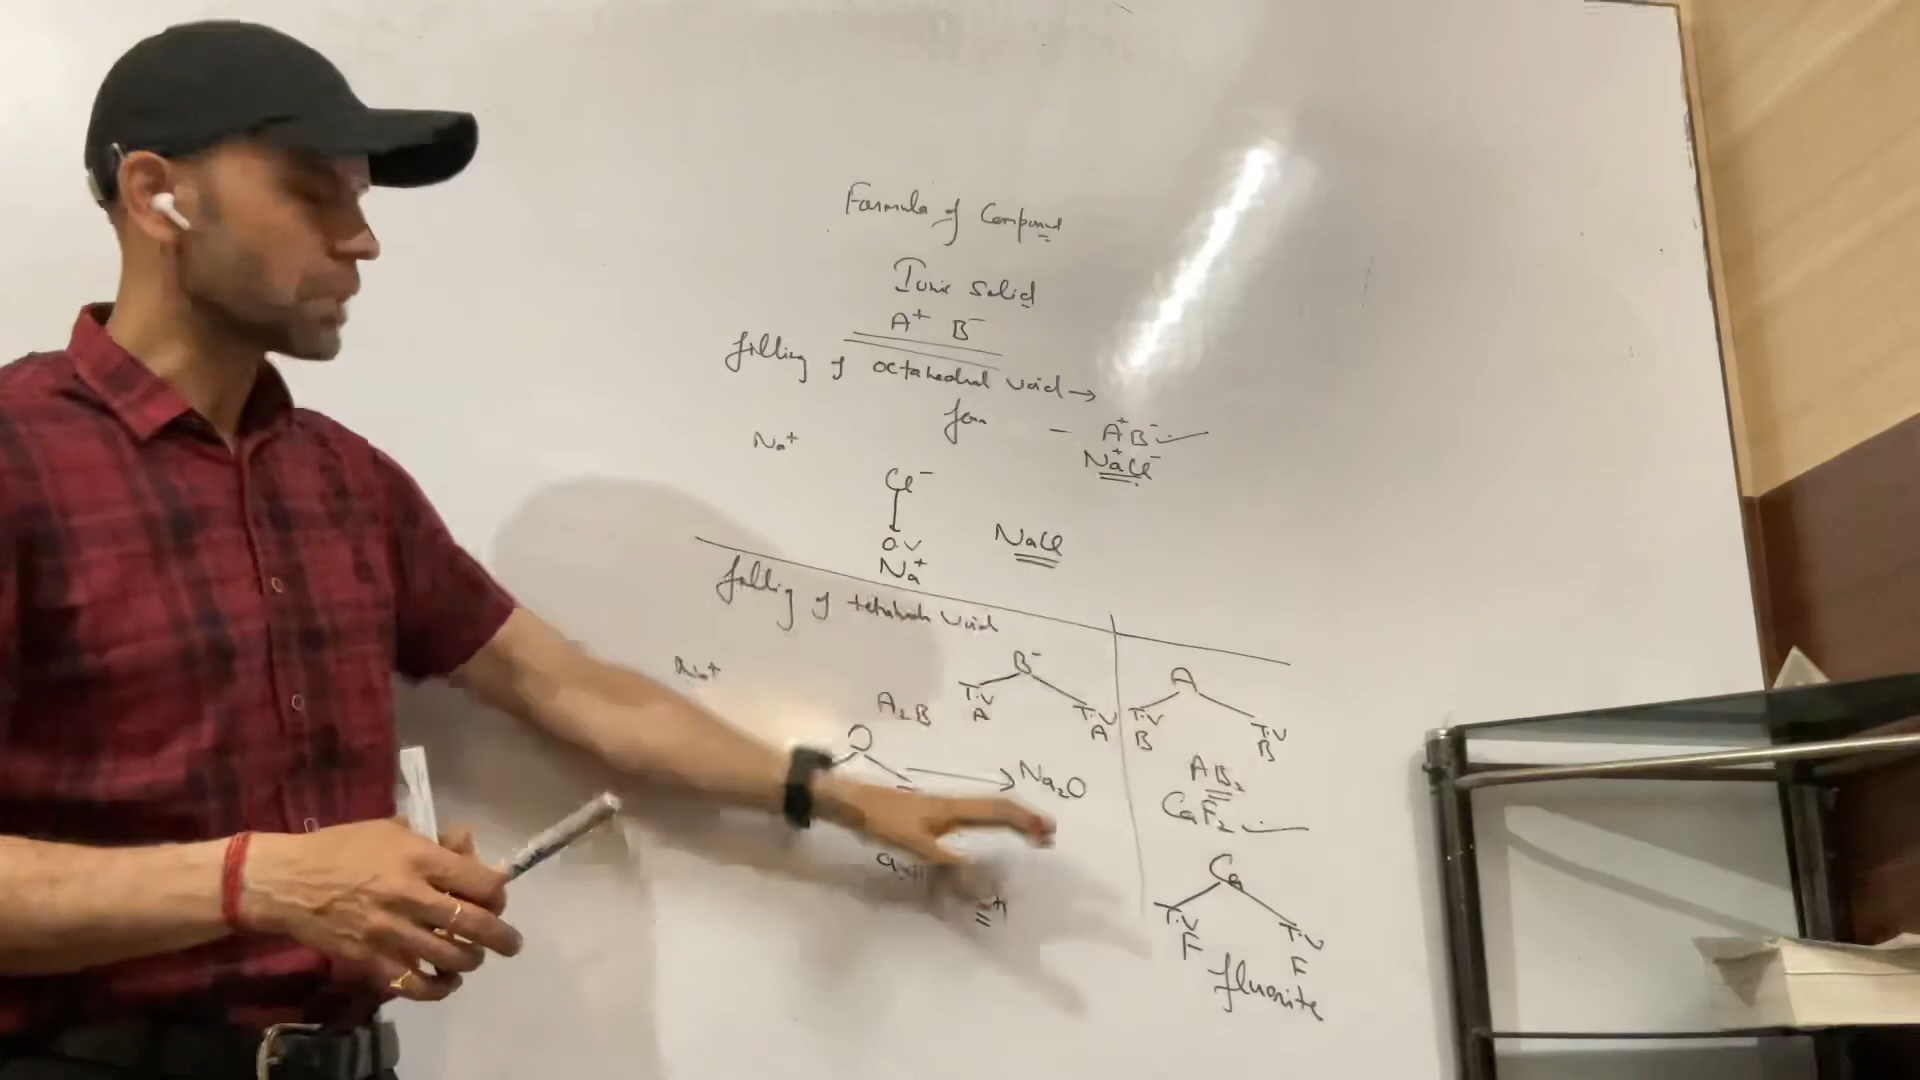 Formula of Compound
Ionic Solid
A⁺ B⁻
filling of octahedral void →
form — A⁺B⁻
Na⁺
Na⁺Cl⁻
Cl⁻
O.V
Na⁺
NaCl
filling of void
B⁻
T.V T.V
A A
A₂B
O → Na₂O
A
T.V T.V
B B
AB₂
CaF₂
Ca
T.V T.V
F F
fluorite